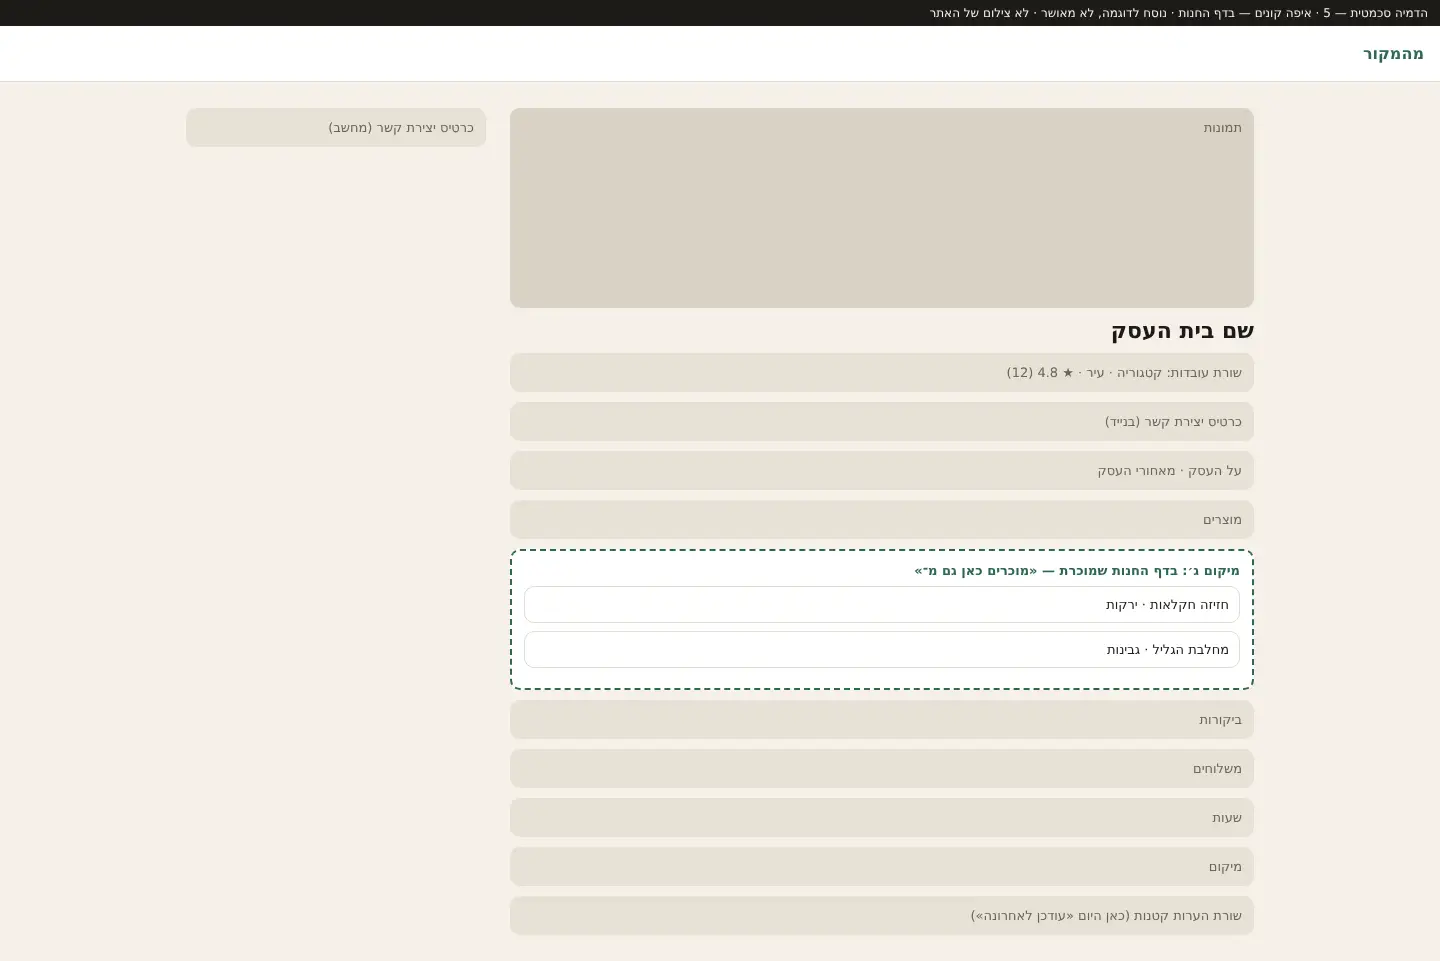 הדמיה סכמטית — 5 · איפה קונים — בדף החנות · נוסח לדוגמה, לא מאושר · לא צילום של האתר
מהמקור
תמונות
כרטיס יצירת קשר (מחשב)
שם בית העסק
שורת עובדות: קטגוריה · עיר · ★ 4.8 (12)
כרטיס יצירת קשר (בנייד)
על העסק · מאחורי העסק
מוצרים
מיקום ג׳: בדף החנות שמוכרת — «מוכרים כאן גם מ־»
חזיזה חקלאות · ירקות
מחלבת הגליל · גבינות
ביקורות
משלוחים
שעות
מיקום
שורת הערות קטנות (כאן היום «עודכן לאחרונה»)